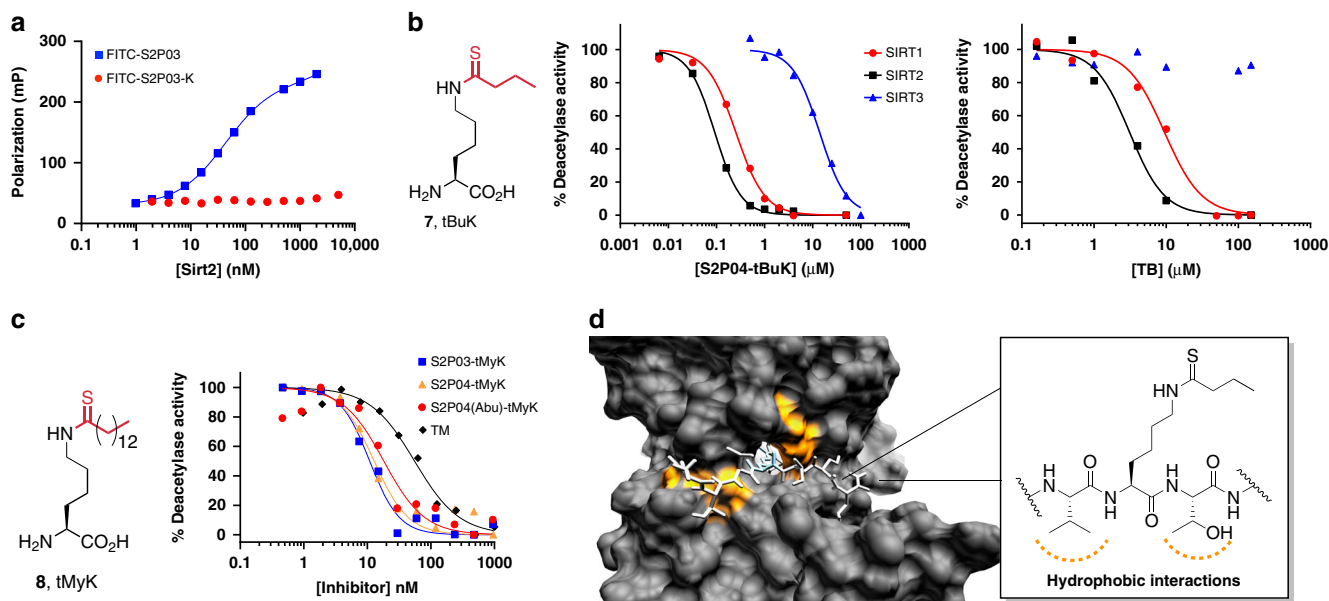 a
300
200
100
0
Polarization (mP)
FITC-S2P03
FITC-S2P03-K
0.1 1 10 100 1000 10,000
[Sirt2] (nM)
b
S
HN
H₂N CO₂H
7, tBuK
% Deacetylase activity
100
80
60
40
20
0
SIRT1
SIRT2
SIRT3
0.001 0.1 1 10 100 1000
[S2P04-tBuK] (μM)
% Deacetylase activity
100
80
60
40
20
0
0.1 1 10 100 1000
[TB] (μM)
c
S
HN
12
H₂N CO₂H
8, tMyK
% Deacetylase activity
100
80
60
40
20
0
S2P03-tMyK
S2P04-tMyK
S2P04(Abu)-tMyK
TM
0.1 1 10 100 1000
[Inhibitor] nM
d
S
HN
O H O
N N N
H O H
OH
Hydrophobic interactions